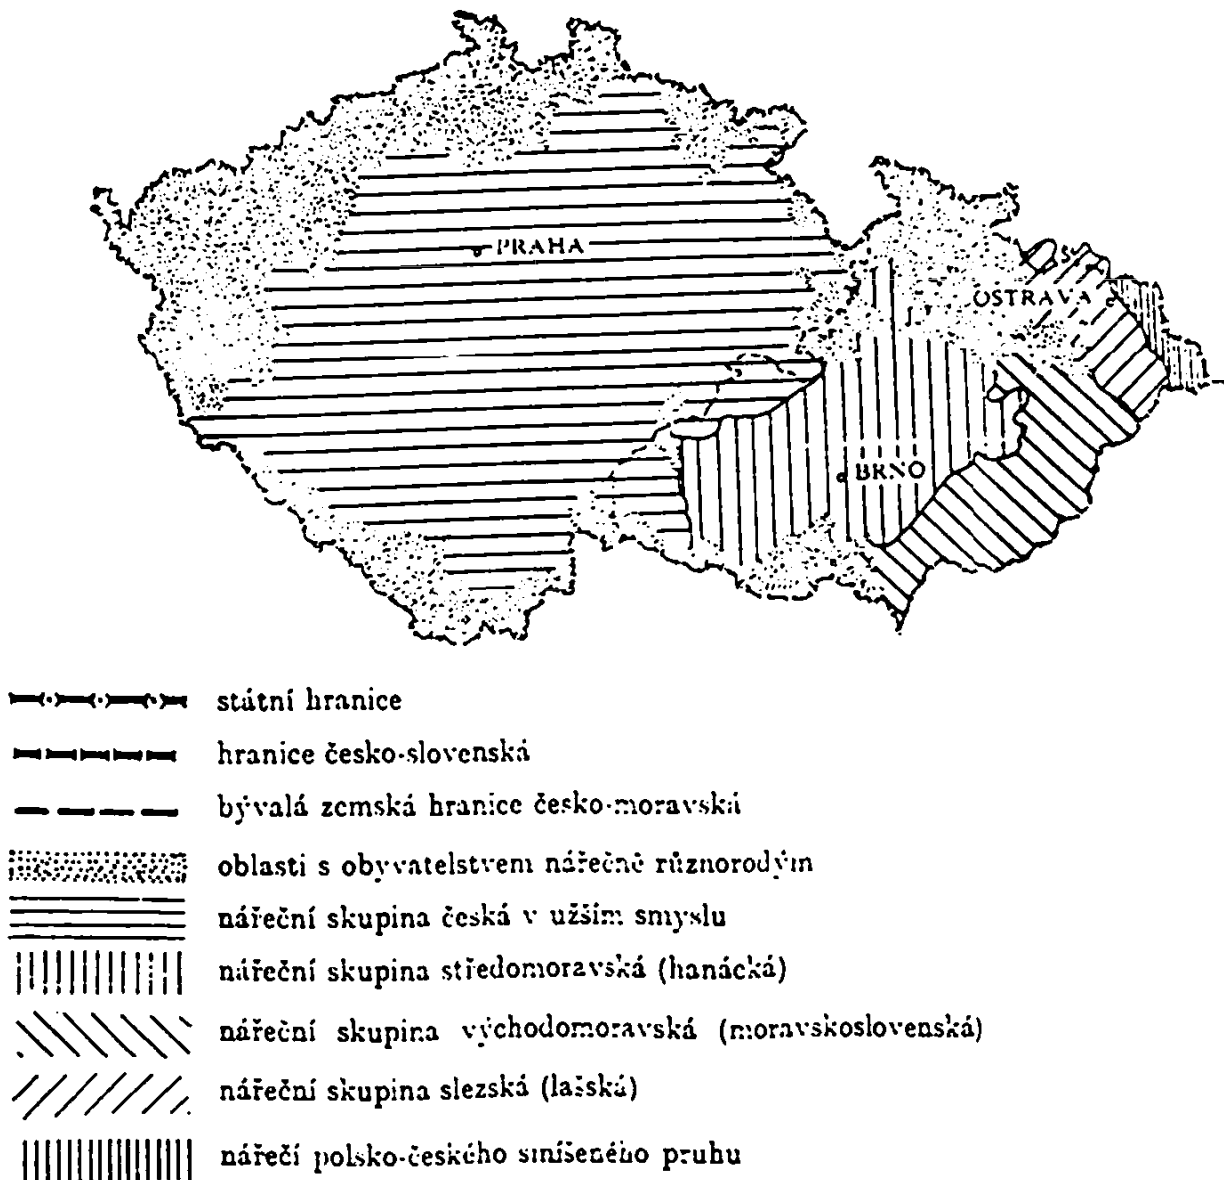 PRAHA
OSTRAVA
BRNO
státní hranice
hranice česko-slovenská
bývalá zemská hranice česko-moravská
oblasti s obyvatelstvem nářečně různorodým
nářeční skupina česká v užším smyslu
nářeční skupina středomoravská (hanácká)
nářeční skupina východomoravská (moravskoslovenská)
nářeční skupina slezská (lašská)
nářečí polsko-českého smíšeného pruhu